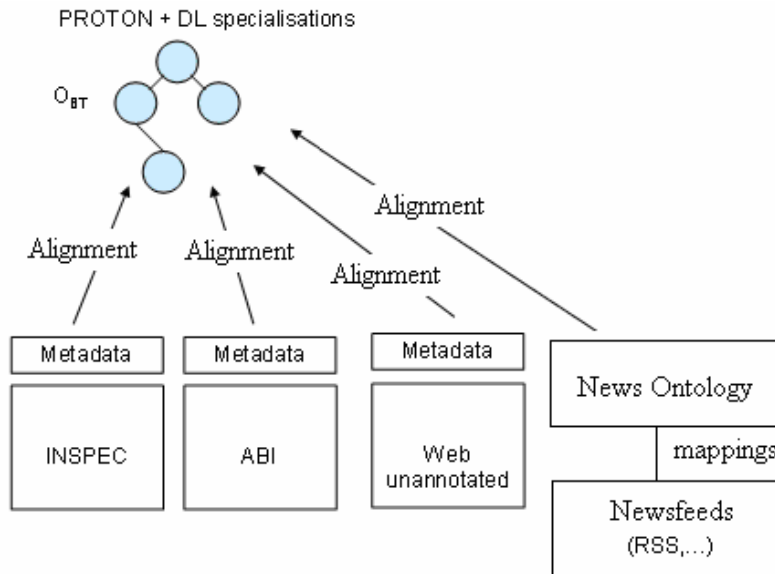 PROTON + DL specialisations
OBT
Alignment
Alignment
Alignment
Alignment
Metadata
Metadata
Metadata
News Ontology
INSPEC
ABI
Web
unannotated
mappings
Newsfeeds
(RSS,...)